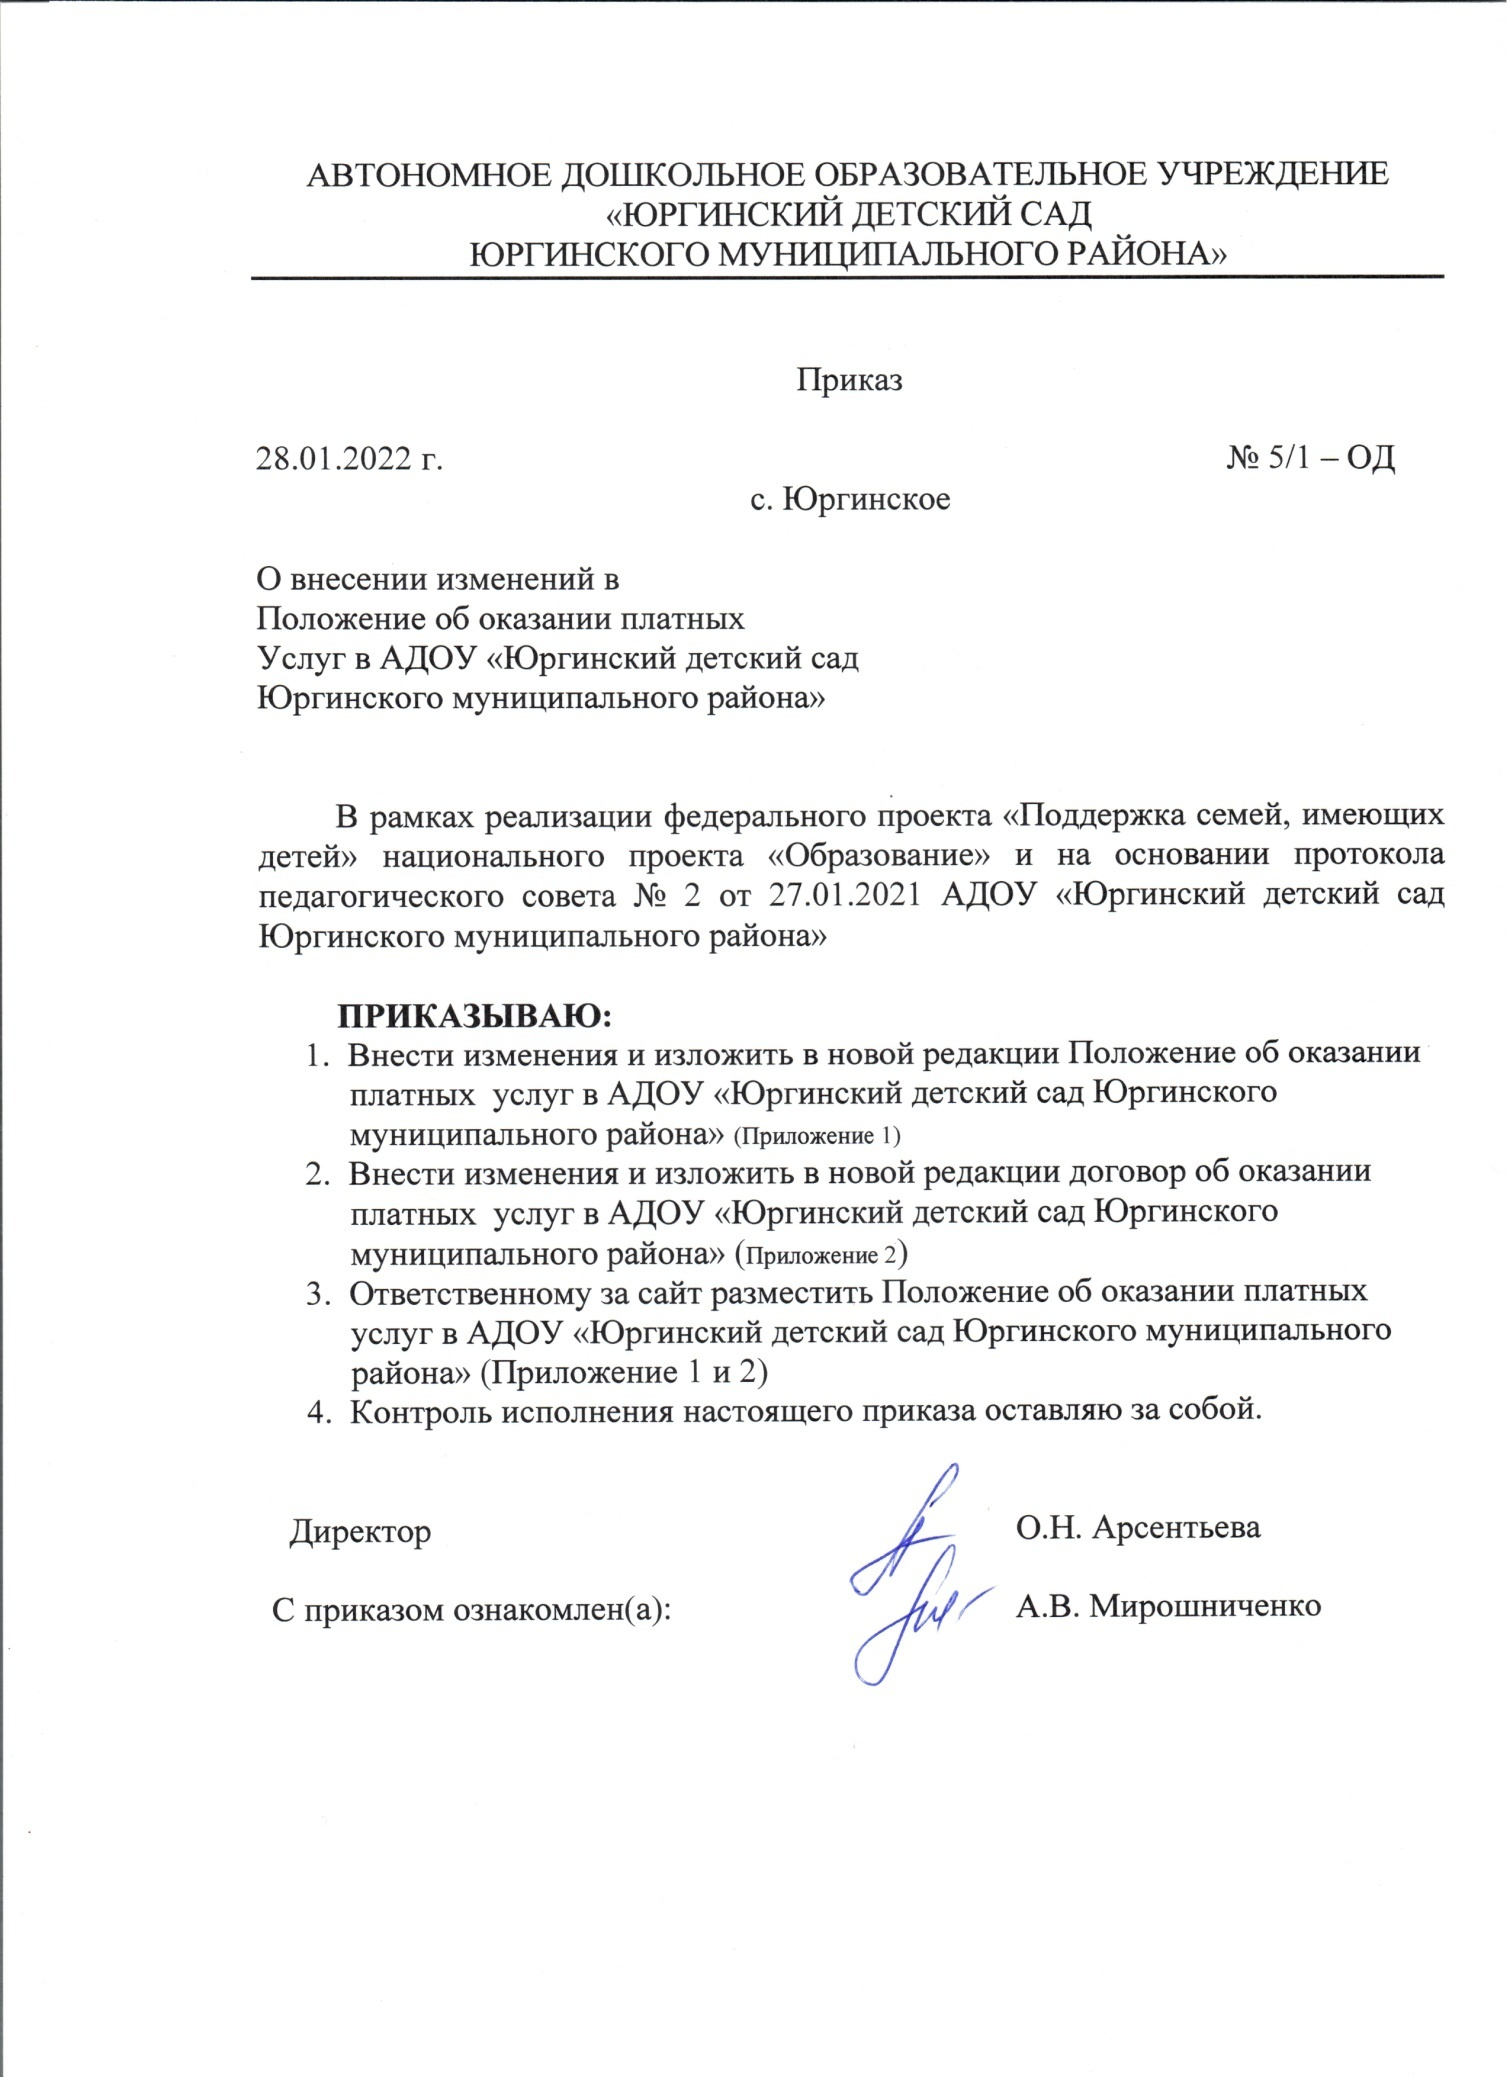 АВТОНОМНОЕ ДОШКОЛЬНОЕ ОБРАЗОВАТЕЛЬНОЕ УЧРЕЖДЕНИЕ
«ЮРГИНСКИЙ ДЕТСКИЙ САД
ЮРГИНСКОГО МУНИЦИПАЛЬНОГО РАЙОНА»
Приказ
28.01.2022 г. № 5/1 – ОД
с. Юргинское
О внесении изменений в
Положение об оказании платных
Услуг в АДОУ «Юргинский детский сад
Юргинского муниципального района»
В рамках реализации федерального проекта «Поддержка семей, имеющих
детей» национального проекта «Образование» и на основании протокола
педагогического совета № 2 от 27.01.2021 АДОУ «Юргинский детский сад
Юргинского муниципального района»
ПРИКАЗЫВАЮ:
1. Внести изменения и изложить в новой редакции Положение об оказании
платных услуг в АДОУ «Юргинский детский сад Юргинского
муниципального района» (Приложение 1)
2. Внести изменения и изложить в новой редакции договор об оказании
платных услуг в АДОУ «Юргинский детский сад Юргинского
муниципального района» (Приложение 2)
3. Ответственному за сайт разместить Положение об оказании платных
услуг в АДОУ «Юргинский детский сад Юргинского муниципального
района» (Приложение 1 и 2)
4. Контроль исполнения настоящего приказа оставляю за собой.
Директор О.Н. Арсентьева
С приказом ознакомлен(а): А.В. Мирошниченко